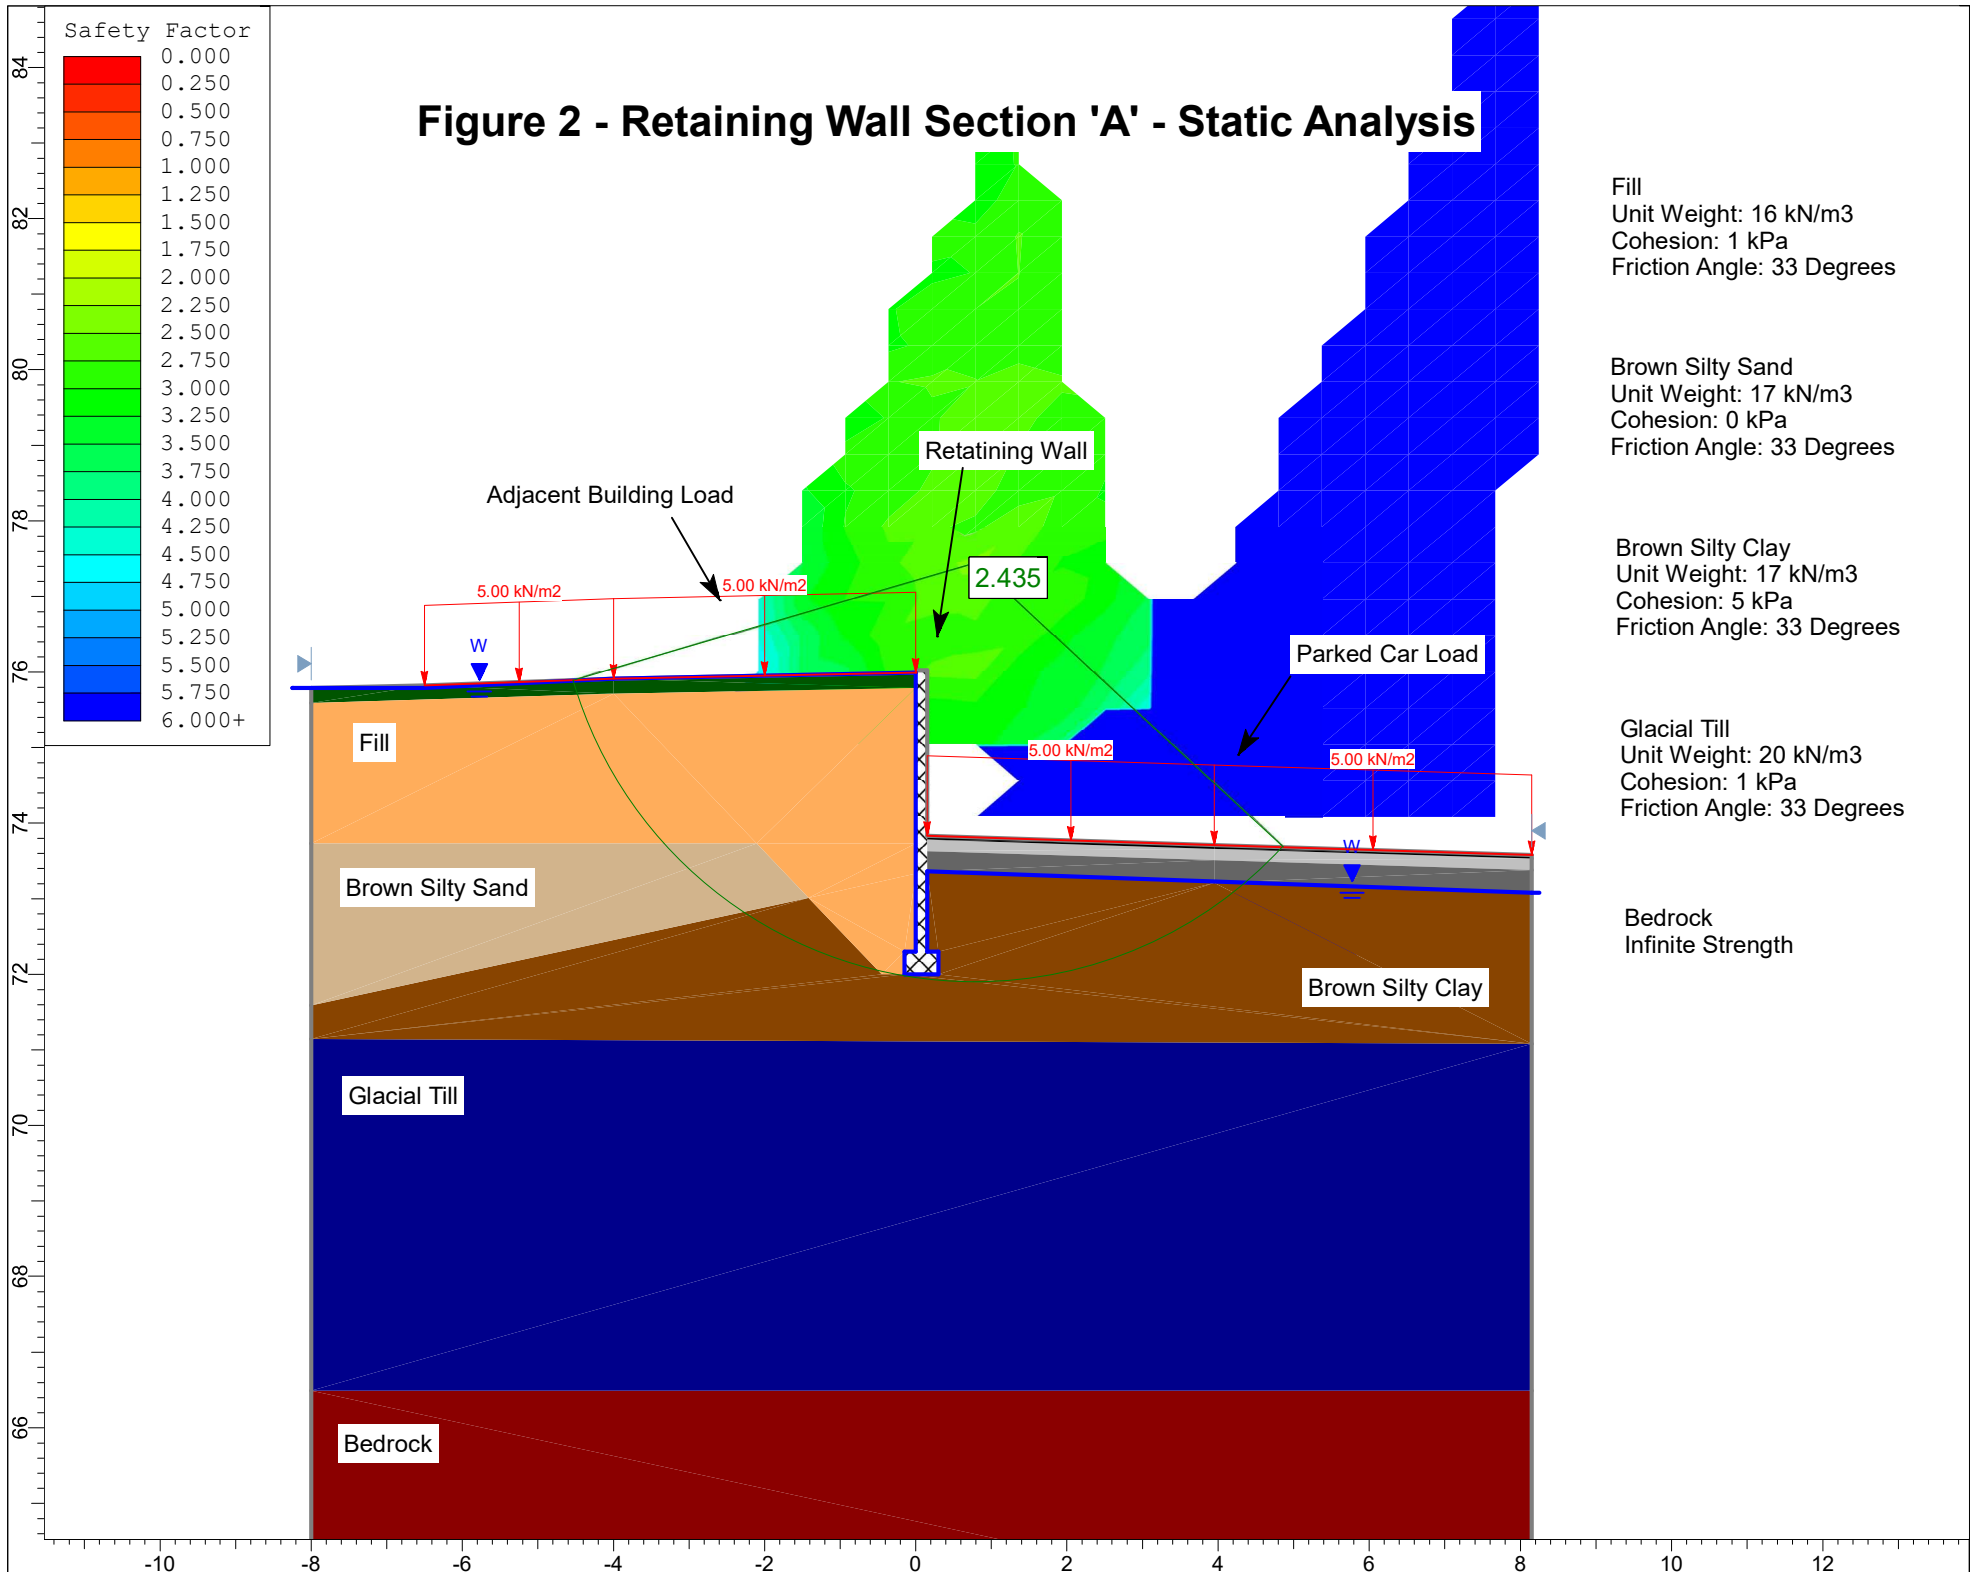 Safety Factor
0.000
0.250
0.500
0.750
1.000
1.250
1.500
1.750
2.000
2.250
2.500
2.750
3.000
3.250
3.500
3.750
4.000
4.250
4.500
4.750
5.000
5.250
5.500
5.750
6.000+
Figure 2 - Retaining Wall Section 'A' - Static Analysis
Fill
Unit Weight: 16 kN/m3
Cohesion: 1 kPa
Friction Angle: 33 Degrees
Brown Silty Sand
Unit Weight: 17 kN/m3
Cohesion: 0 kPa
Friction Angle: 33 Degrees
Brown Silty Clay
Unit Weight: 17 kN/m3
Cohesion: 5 kPa
Friction Angle: 33 Degrees
Glacial Till
Unit Weight: 20 kN/m3
Cohesion: 1 kPa
Friction Angle: 33 Degrees
Bedrock
Infinite Strength
Retatining Wall
Adjacent Building Load
2.435
5.00 kN/m2
5.00 kN/m2
W
Parked Car Load
5.00 kN/m2
5.00 kN/m2
W
Fill
Brown Silty Sand
Brown Silty Clay
Glacial Till
Bedrock
84
82
80
78
76
74
72
70
68
66
-10
-8
-6
-4
-2
0
2
4
6
8
10
12